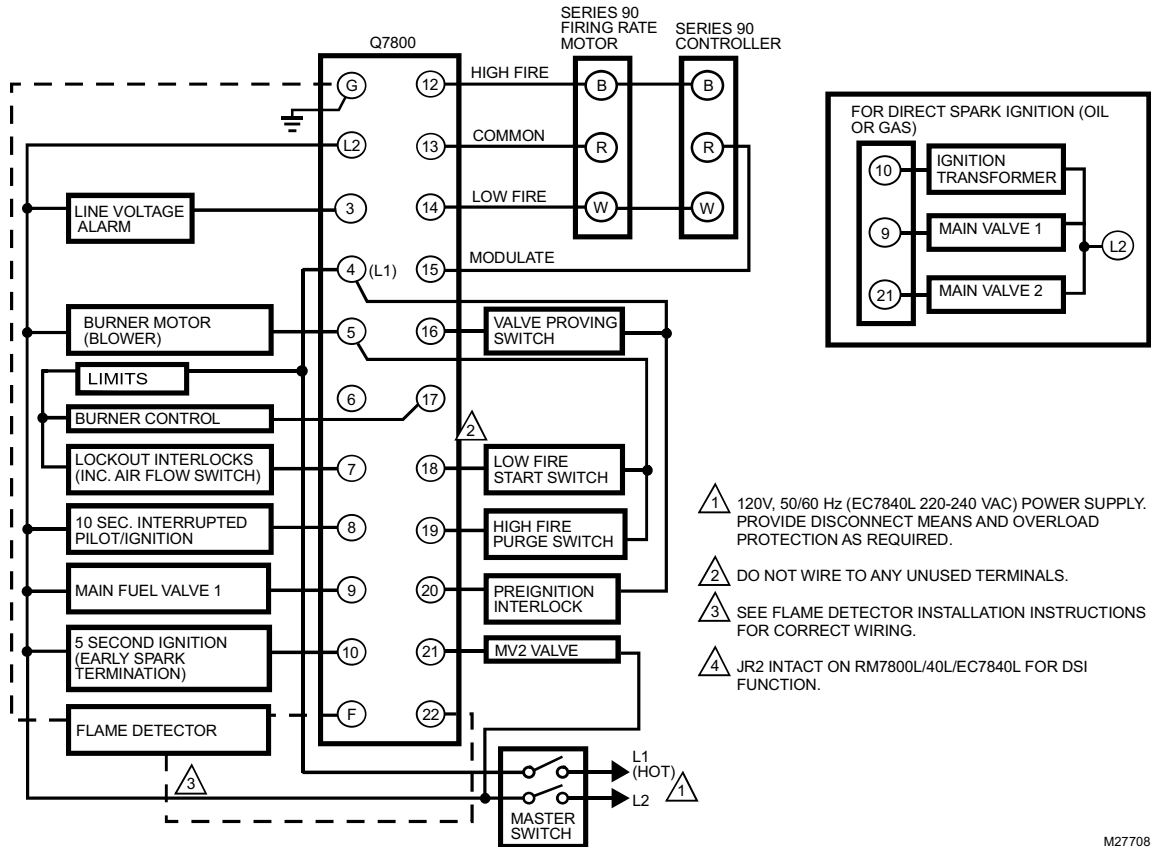 SERIES 90
FIRING RATE
MOTOR
SERIES 90
CONTROLLER
Q7800
G
12
HIGH FIRE
B
B
L2
13
COMMON
R
R
LINE VOLTAGE
ALARM
3
14
LOW FIRE
W
W
4
(L1)
15
MODULATE
BURNER MOTOR
(BLOWER)
5
16
VALVE PROVING
SWITCH
LIMITS
6
17
BURNER CONTROL
2
LOCKOUT INTERLOCKS
(INC. AIR FLOW SWITCH)
7
18
LOW FIRE
START SWITCH
10 SEC. INTERRUPTED
PILOT/IGNITION
8
19
HIGH FIRE
PURGE SWITCH
MAIN FUEL VALVE 1
9
20
PREIGNITION
INTERLOCK
5 SECOND IGNITION
(EARLY SPARK
TERMINATION)
10
21
MV2 VALVE
FLAME DETECTOR
F
22
3
L1
(HOT)
L2
1
MASTER
SWITCH
FOR DIRECT SPARK IGNITION (OIL
OR GAS)
10
IGNITION
TRANSFORMER
9
MAIN VALVE 1
L2
21
MAIN VALVE 2
1 120V, 50/60 Hz (EC7840L 220-240 VAC) POWER SUPPLY.
PROVIDE DISCONNECT MEANS AND OVERLOAD
PROTECTION AS REQUIRED.
2 DO NOT WIRE TO ANY UNUSED TERMINALS.
3 SEE FLAME DETECTOR INSTALLATION INSTRUCTIONS
FOR CORRECT WIRING.
4 JR2 INTACT ON RM7800L/40L/EC7840L FOR DSI
FUNCTION.
M27708